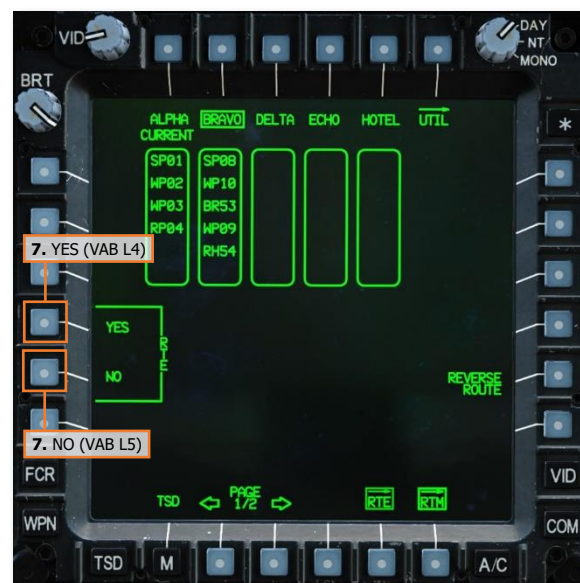 VID
DAY
NT
MONO
BRT
ALPHA BRAVO DELTA ECHO HOTEL UTIL
CURRENT
*
SP01 SP08
WP02 WP10
WP03 BR53
RP04 WP09
RH54
7. YES (VAB L4)
YES
RTE
NO
REVERSE
ROUTE
7. NO (VAB L5)
FCR
VID
PAGE
TSD 1/2 RTE RTM
WPN
COM
TSD M A/C